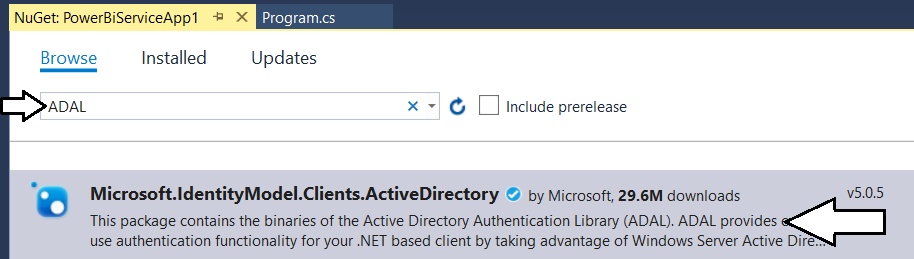 NuGet: PowerBiServiceApp1 Program.cs
Browse Installed Updates
ADAL Include prerelease
Microsoft.IdentityModel.Clients.ActiveDirectory by Microsoft, 29.6M downloads v5.0.5
This package contains the binaries of the Active Directory Authentication Library (ADAL). ADAL provides
use authentication functionality for your .NET based client by taking advantage of Windows Server Active Dire...